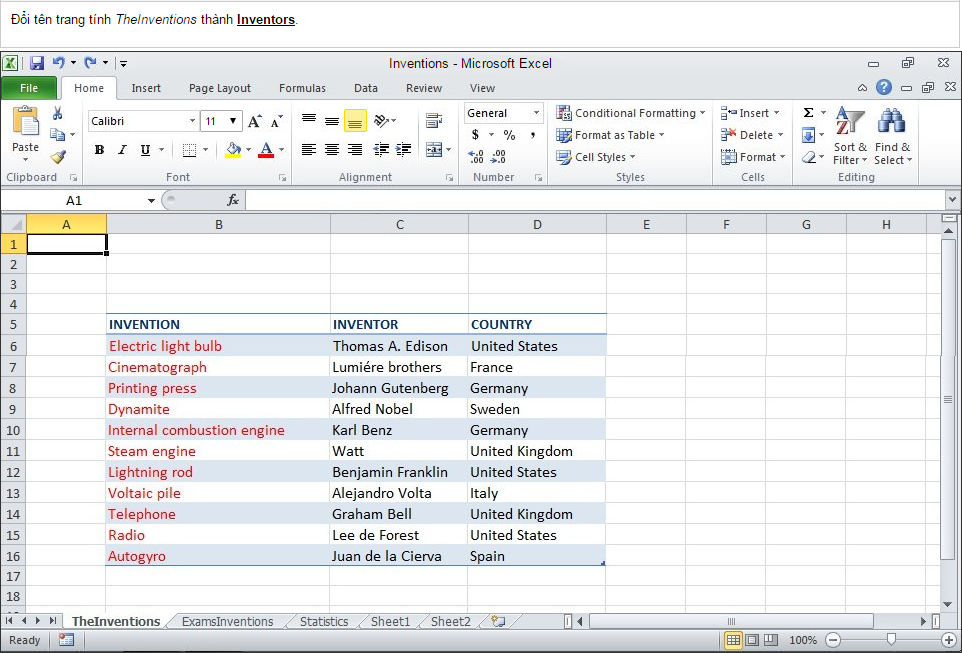 Đổi tên trang tính TheInventions thành Inventors.
Inventions - Microsoft Excel
File Home Insert Page Layout Formulas Data Review View
Paste
Calibri 11 A A
B I U A
General
$ % ,
.00 .00
Conditional Formatting
Format as Table
Cell Styles
Insert
Delete
Format
Σ
Sort & Filter
Find & Select
Clipboard Font Alignment Number Styles Cells Editing
A1 fx
A B C D E F G H
1
2
3
4
5 INVENTION INVENTOR COUNTRY
6 Electric light bulb Thomas A. Edison United States
7 Cinematograph Lumiére brothers France
8 Printing press Johann Gutenberg Germany
9 Dynamite Alfred Nobel Sweden
10 Internal combustion engine Karl Benz Germany
11 Steam engine Watt United Kingdom
12 Lightning rod Benjamin Franklin United States
13 Voltaic pile Alejandro Volta Italy
14 Telephone Graham Bell United Kingdom
15 Radio Lee de Forest United States
16 Autogyro Juan de la Cierva Spain
17
18
TheInventions ExamsInventions Statistics Sheet1 Sheet2
Ready 100%